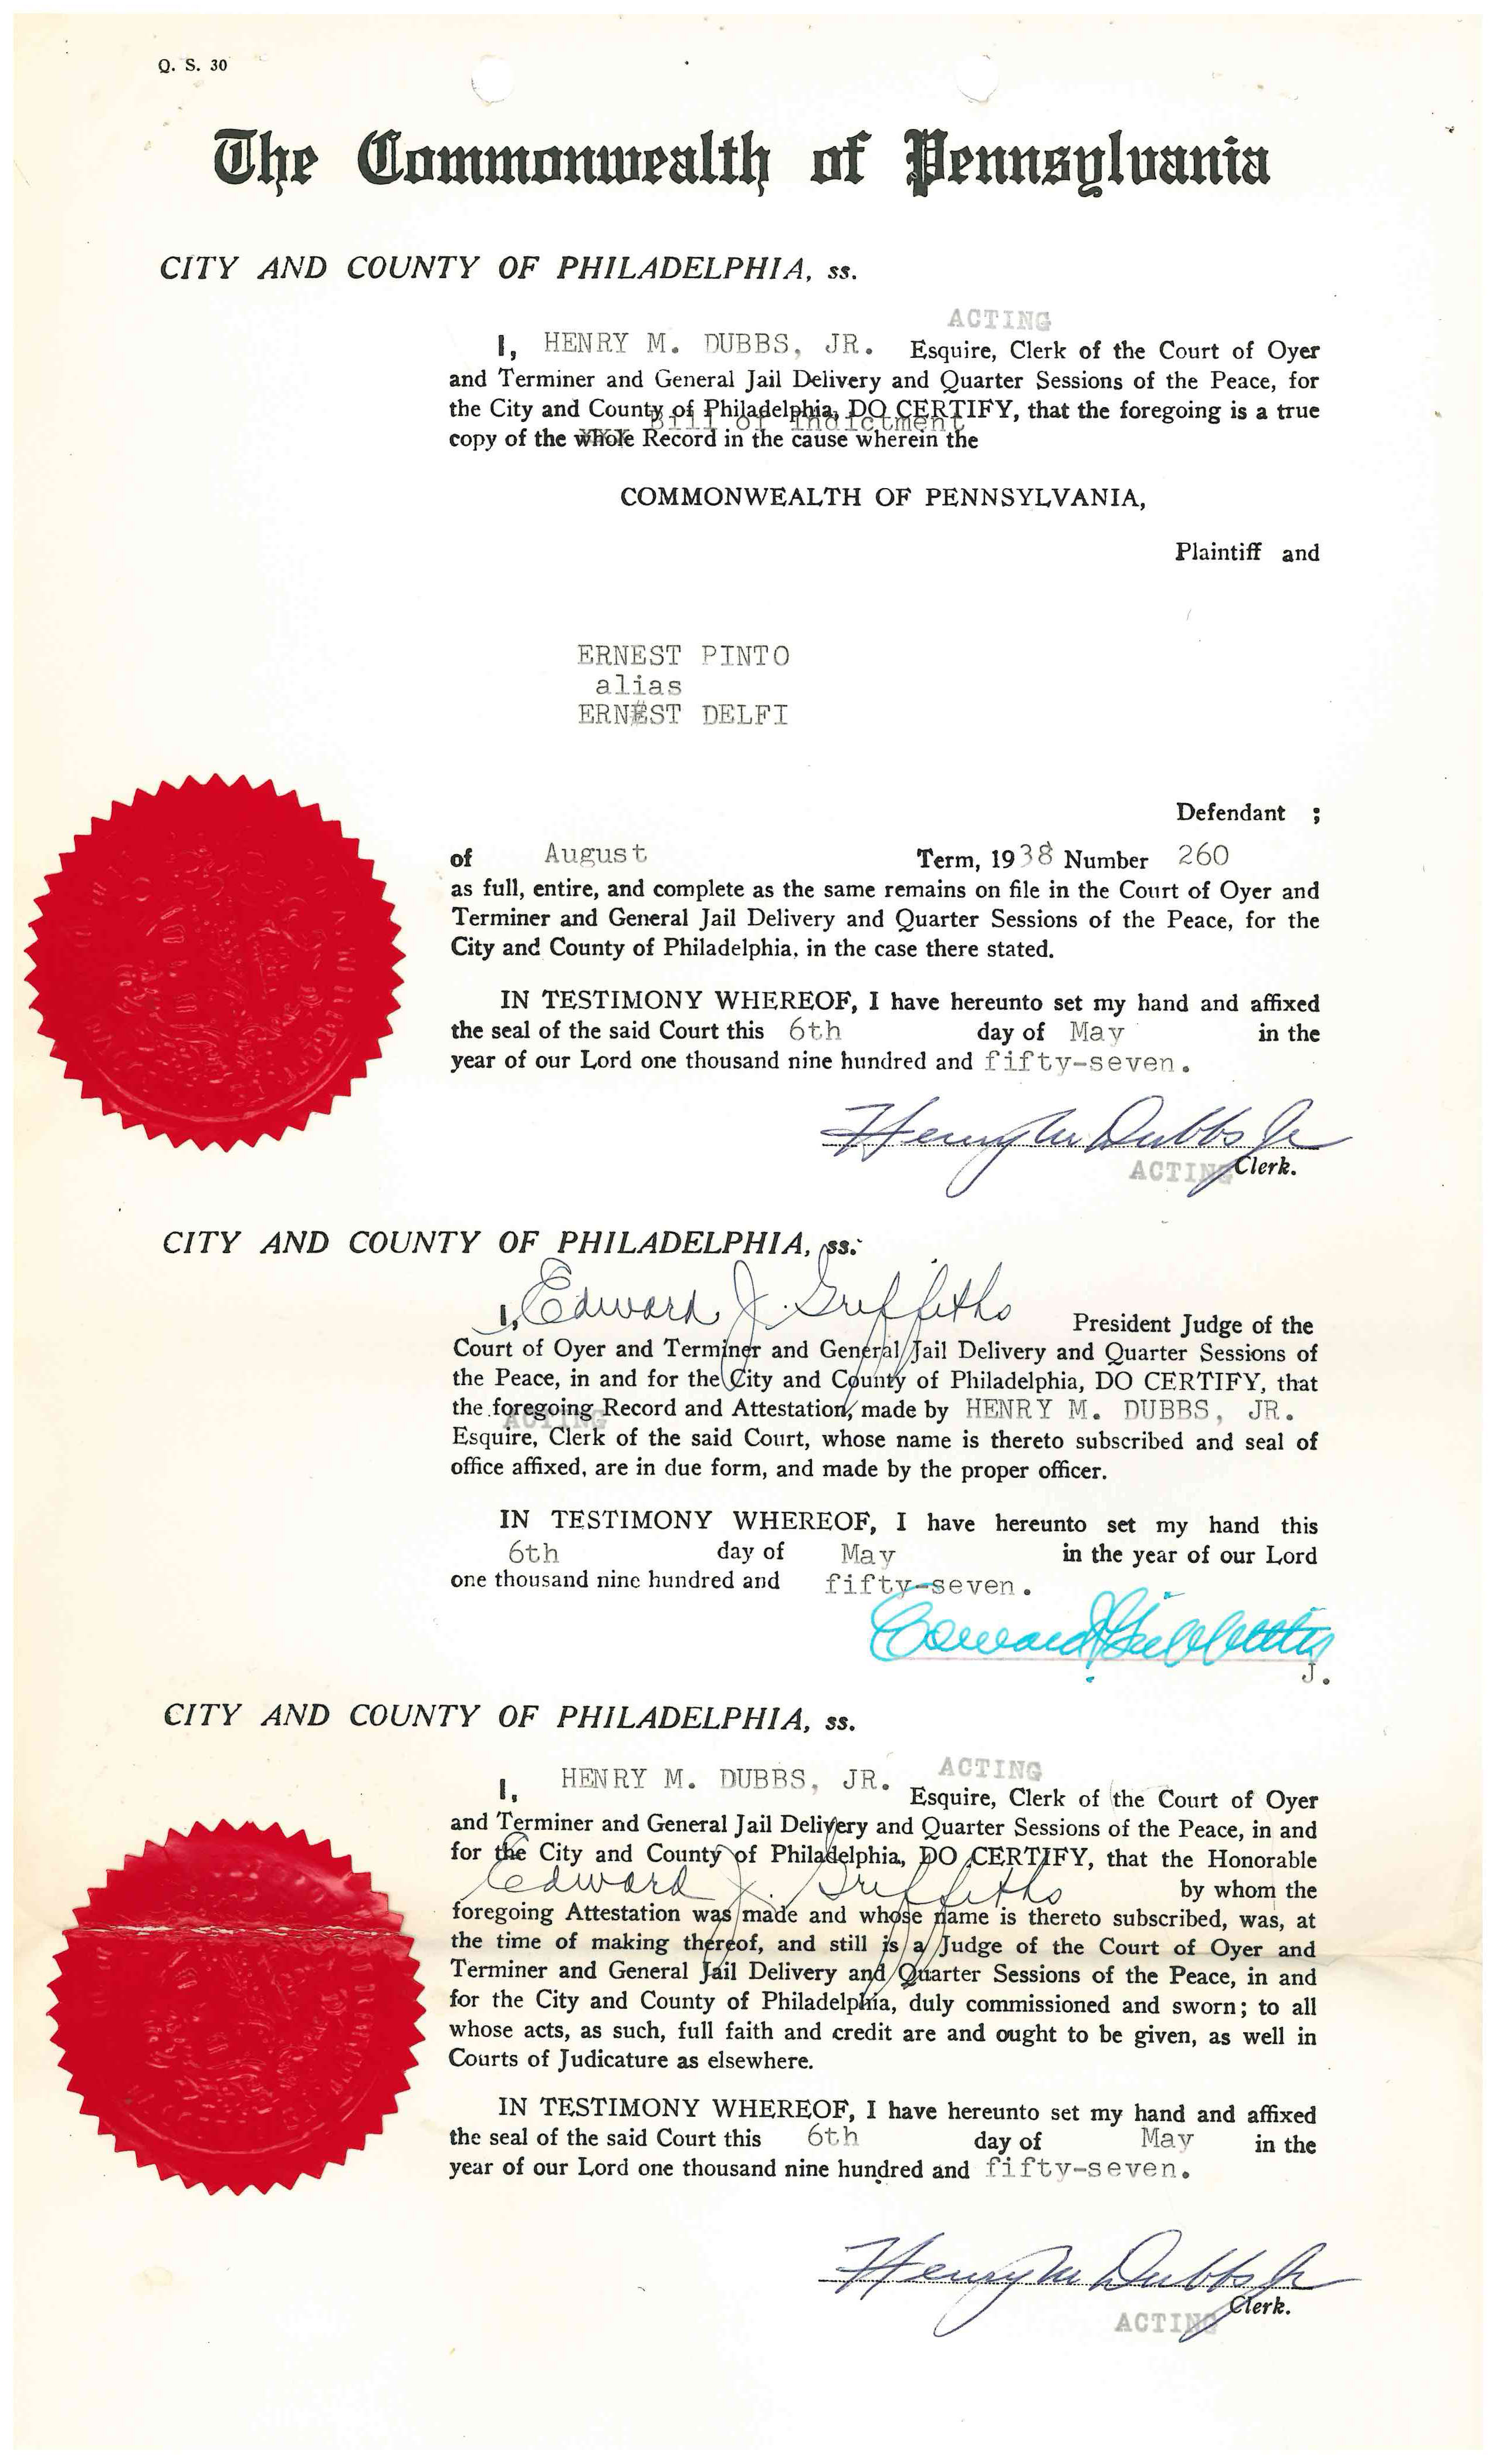 Q. S. 30
The Commonwealth of Pennsylvania
CITY AND COUNTY OF PHILADELPHIA, ss.
ACTING
I, HENRY M. DUBBS, JR. Esquire, Clerk of the Court of Oyer
and Terminer and General Jail Delivery and Quarter Sessions of the Peace, for
the City and County of Philadelphia, DO CERTIFY, that the foregoing is a true
Bill of Indictment
copy of the whole Record in the cause wherein the
COMMONWEALTH OF PENNSYLVANIA,
Plaintiff and
ERNEST PINTO
alias
ERNEST DELFI
Defendant ;
of August Term, 1938 Number 260
as full, entire, and complete as the same remains on file in the Court of Oyer and
Terminer and General Jail Delivery and Quarter Sessions of the Peace, for the
City and County of Philadelphia, in the case there stated.
IN TESTIMONY WHEREOF, I have hereunto set my hand and affixed
the seal of the said Court this 6th day of May in the
year of our Lord one thousand nine hundred and fifty-seven.
Henry M Dubbs Jr
ACTING Clerk.
CITY AND COUNTY OF PHILADELPHIA, ss.
I, Edward J. Griffiths President Judge of the
Court of Oyer and Terminer and General Jail Delivery and Quarter Sessions of
the Peace, in and for the City and County of Philadelphia, DO CERTIFY, that
the foregoing Record and Attestation, made by HENRY M. DUBBS, JR.
ACTING
Esquire, Clerk of the said Court, whose name is thereto subscribed and seal of
office affixed, are in due form, and made by the proper officer.
IN TESTIMONY WHEREOF, I have hereunto set my hand this
6th day of May in the year of our Lord
one thousand nine hundred and fifty-seven.
Edward J Griffiths
J.
CITY AND COUNTY OF PHILADELPHIA, ss.
ACTING
I, HENRY M. DUBBS, JR. Esquire, Clerk of the Court of Oyer
and Terminer and General Jail Delivery and Quarter Sessions of the Peace, in and
for the City and County of Philadelphia, DO CERTIFY, that the Honorable
Edward J. Griffiths by whom the
foregoing Attestation was made and whose name is thereto subscribed, was, at
the time of making thereof, and still is a Judge of the Court of Oyer and
Terminer and General Jail Delivery and Quarter Sessions of the Peace, in and
for the City and County of Philadelphia, duly commissioned and sworn; to all
whose acts, as such, full faith and credit are and ought to be given, as well in
Courts of Judicature as elsewhere.
IN TESTIMONY WHEREOF, I have hereunto set my hand and affixed
the seal of the said Court this 6th day of May in the
year of our Lord one thousand nine hundred and fifty-seven.
Henry M Dubbs Jr
ACTING Clerk.